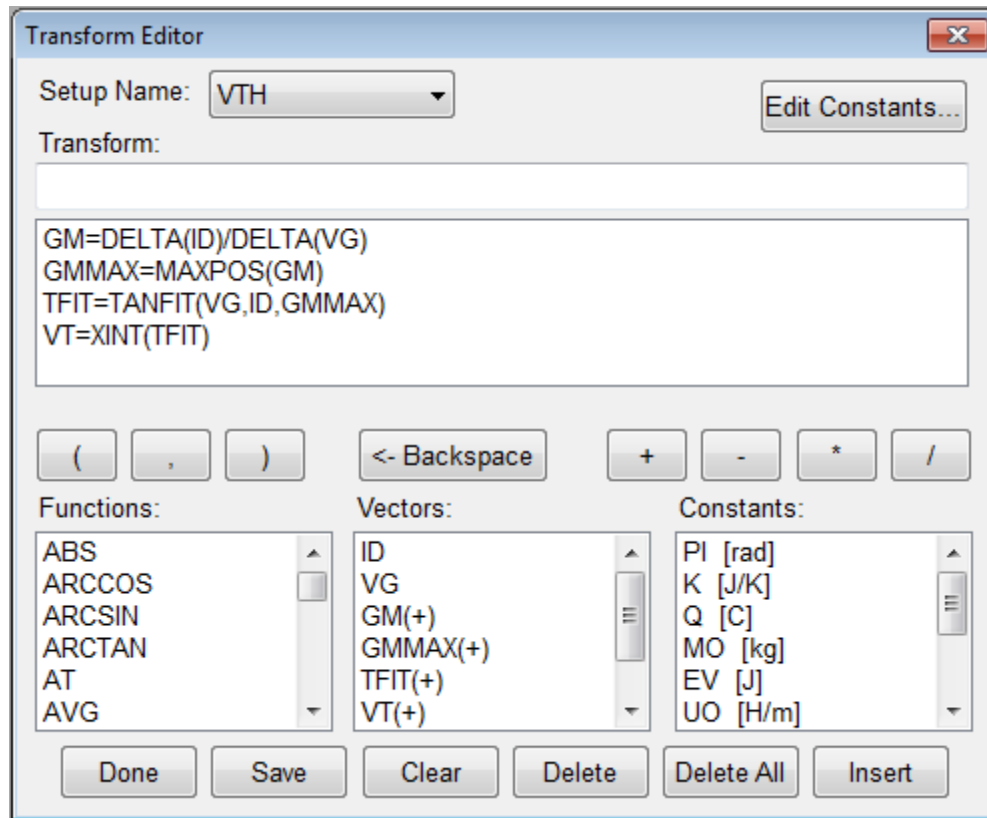 Transform Editor
Setup Name: VTH
Edit Constants...
Transform:
GM=DELTA(ID)/DELTA(VG)
GMMAX=MAXPOS(GM)
TFIT=TANFIT(VG,ID,GMMAX)
VT=XINT(TFIT)
( , ) <- Backspace + - * /
Functions: Vectors: Constants:
ABS ID PI [rad]
ARCCOS VG K [J/K]
ARCSIN GM(+) Q [C]
ARCTAN GMMAX(+) MO [kg]
AT TFIT(+) EV [J]
AVG VT(+) UO [H/m]
Done Save Clear Delete Delete All Insert